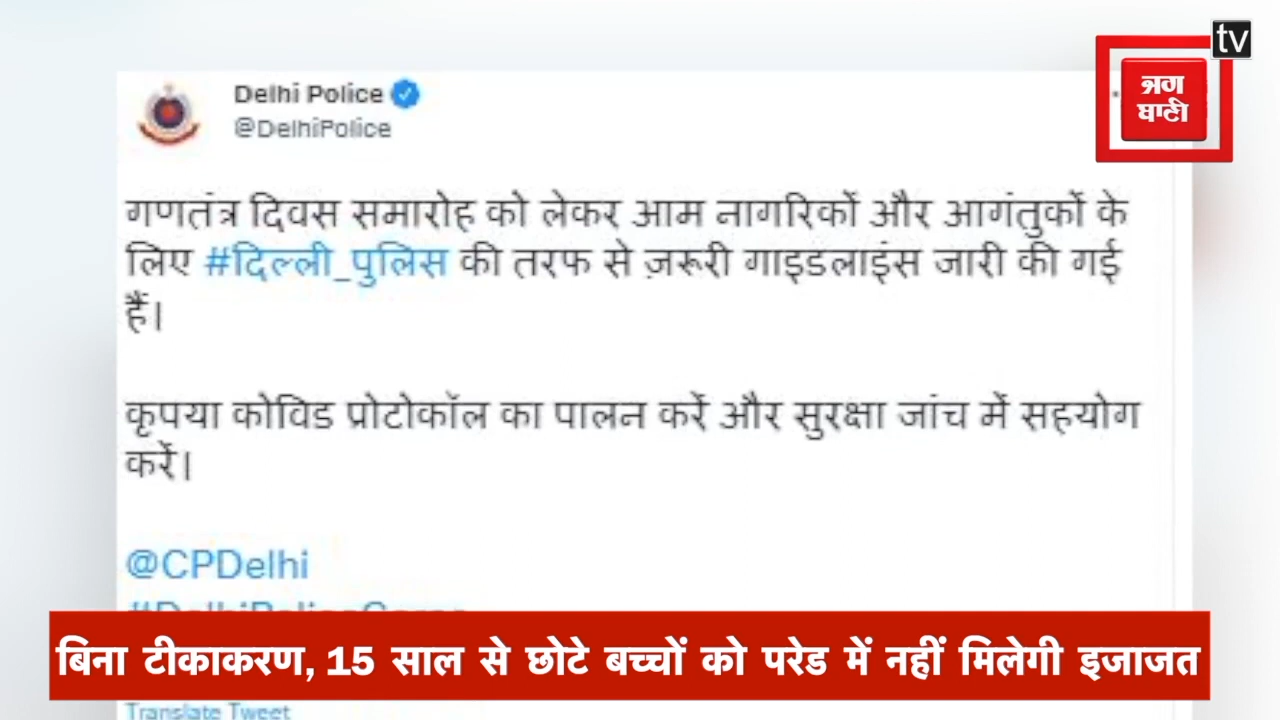 tv
ਜਗ
ਬਾਣੀ
Delhi Police
@DelhiPolice
गणतंत्र दिवस समारोह को लेकर आम नागरिकों और आगंतुकों के
लिए #दिल्ली_पुलिस की तरफ से ज़रूरी गाइडलाइंस जारी की गई
हैं।
कृपया कोविड प्रोटोकॉल का पालन करें और सुरक्षा जांच में सहयोग
करें।
@CPDelhi
बिना टीकाकरण, 15 साल से छोटे बच्चों को परेड में नहीं मिलेगी इजाजत
Translate Tweet